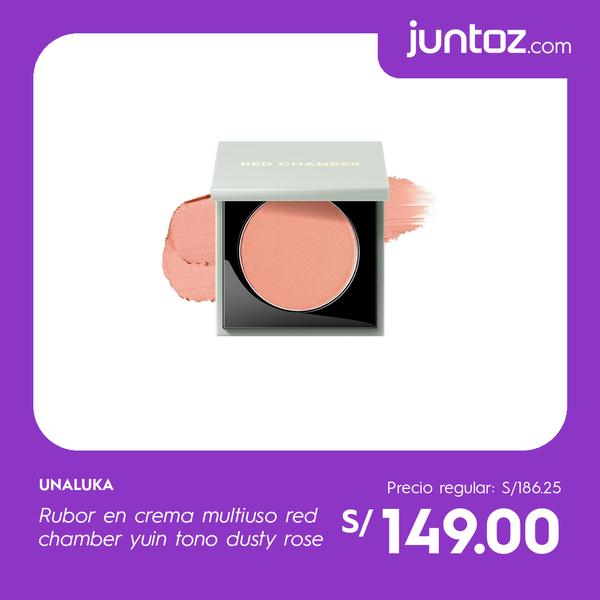 juntoz.com
RED CHAMBER
UNALUKA
Rubor en crema multiuso red
chamber yuin tono dusty rose
Precio regular: S/186.25
S/149.00